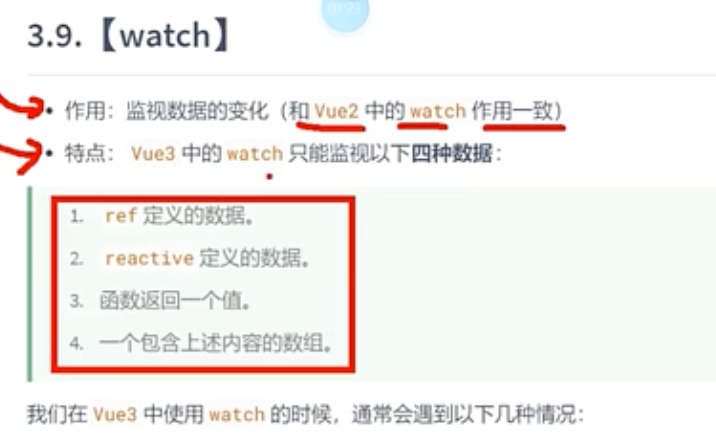 01:21
3.9.【watch】
• 作用：监视数据的变化（和 Vue2 中的 watch 作用一致）
• 特点：Vue3 中的 watch 只能监视以下四种数据：
1. ref 定义的数据。
2. reactive 定义的数据。
3. 函数返回一个值。
4. 一个包含上述内容的数组。
我们在 Vue3 中使用 watch 的时候，通常会遇到以下几种情况：